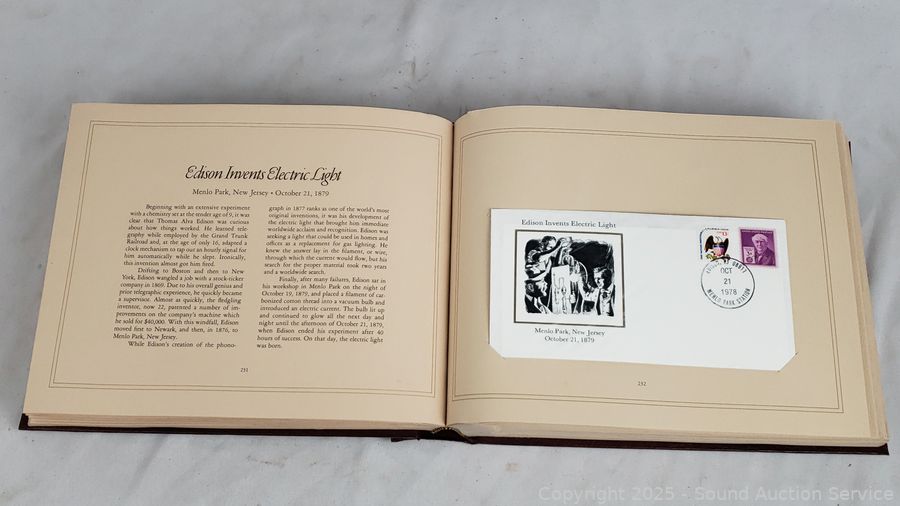 Edison Invents Electric Light
Menlo Park, New Jersey • October 21, 1879
Beginning with an extensive experiment
with a chemistry set at the tender age of 9, it was
clear that Thomas Alva Edison was curious
about how things worked. He learned tele-
graphy while employed by the Grand Trunk
Railroad and, at the age of only 16, adapted a
clock mechanism to tap out an hourly signal for
him automatically while he slept. Ironically,
this invention almost got him fired.
Drifting to Boston and then to New
York, Edison wangled a job with a stock-ticker
company in 1869. Due to his overall genius and
prior telegraphic experience, he quickly became
a supervisor. Almost as quickly, the fledgling
inventor, now 22, patented a number of im-
provements on the company's machine which
he sold for $40,000. With this windfall, Edison
moved first to Newark, and then, in 1876, to
Menlo Park, New Jersey.
While Edison's creation of the phono-
graph in 1877 ranks as one of the world's most
original inventions, it was his development of
the electric light that brought him immediate
worldwide acclaim and recognition. Edison was
seeking a light that could be used in homes and
offices as a replacement for gas lighting. He
knew the answer lay in the filament, or wire,
through which the current would flow, but his
search for the proper material took two years
and a worldwide search.
Finally, after many failures, Edison sat in
his workshop in Menlo Park on the night of
October 19, 1879, and placed a filament of car-
bonized cotton thread into a vacuum bulb and
introduced an electric current. The bulb lit up
and continued to glow all the next day and
night until the afternoon of October 21, 1879,
when Edison ended his experiment after 40
hours of success. On that day, the electric light
was born.
231
Edison Invents Electric Light
OCT
21
1978
MENLO PARK STATION
Menlo Park, New Jersey
October 21, 1879
232
Copyright 2025 - Sound Auction Service